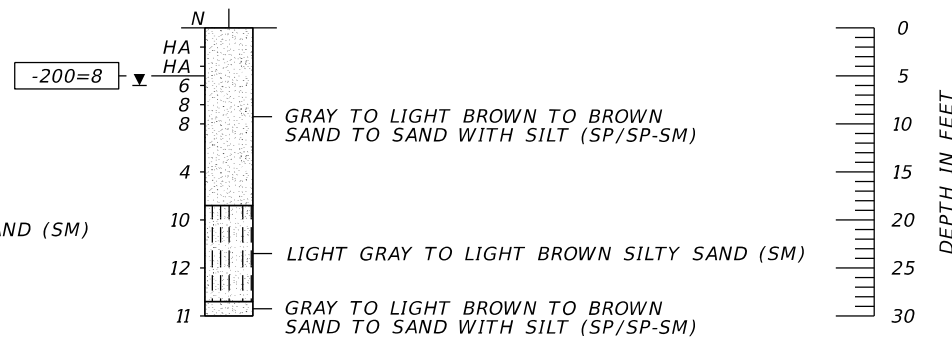 N
HA
HA
-200=8
6
8
8
4
10
12
11
GRAY TO LIGHT BROWN TO BROWN
SAND TO SAND WITH SILT (SP/SP-SM)
(SM)
LIGHT GRAY TO LIGHT BROWN SILTY SAND (SM)
GRAY TO LIGHT BROWN TO BROWN
SAND TO SAND WITH SILT (SP/SP-SM)
0
5
10
15
20
25
30
DEPTH IN FEET